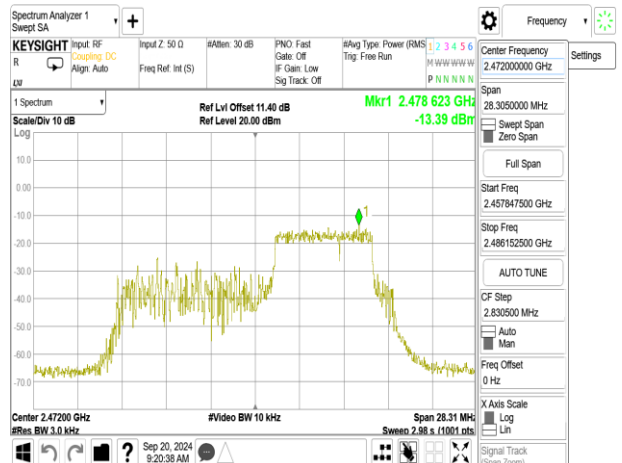 Spectrum Analyzer 1
Swept SA
Frequency
KEYSIGHT
R
Input: RF
Coupling: DC
Align: Auto
Input Z: 50 Ω
Freq Ref: Int (S)
#Atten: 30 dB
PNO: Fast
Gate: Off
IF Gain: Low
Sig Track: Off
#Avg Type: Power (RMS
Trig: Free Run
1 2 3 4 5 6
M W W W W W
P N N N N N
Center Frequency
2.472000000 GHz
Settings
Span
28.3050000 MHz
Swept Span
Zero Span
Full Span
Start Freq
2.457847500 GHz
Stop Freq
2.486152500 GHz
AUTO TUNE
CF Step
2.830500 MHz
Auto
Man
Freq Offset
0 Hz
X Axis Scale
Log
Lin
Signal Track
(Span Zoom)
1 Spectrum
Scale/Div 10 dB
Log
Ref Lvl Offset 11.40 dB
Ref Level 20.00 dBm
Mkr1 2.478 623 GHz
-13.39 dBm
1
10.0
0.00
-10.0
-20.0
-30.0
-40.0
-50.0
-60.0
-70.0
Center 2.47200 GHz
#Video BW 10 kHz
Span 28.31 MHz
#Res BW 3.0 kHz
Sweep 2.98 s (1001 pts
?
Sep 20, 2024
9:20:38 AM